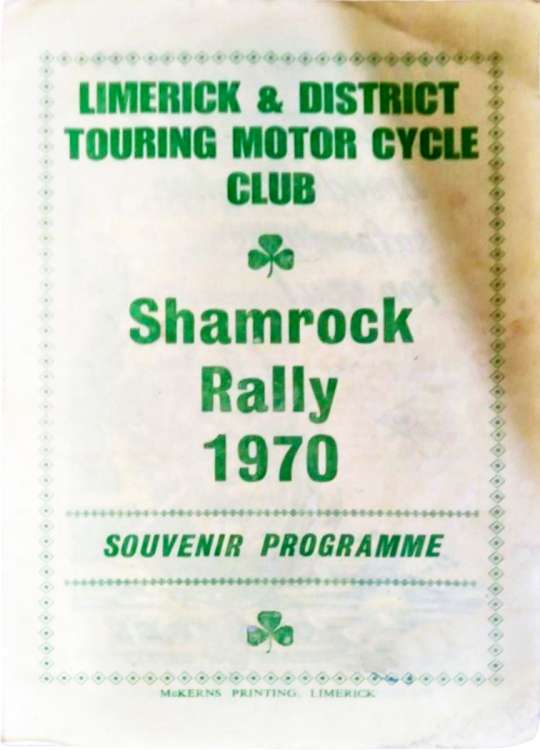 LIMERICK & DISTRICT
TOURING MOTOR CYCLE
CLUB
Shamrock
Rally
1970
SOUVENIR PROGRAMME
McKERNS PRINTING, LIMERICK